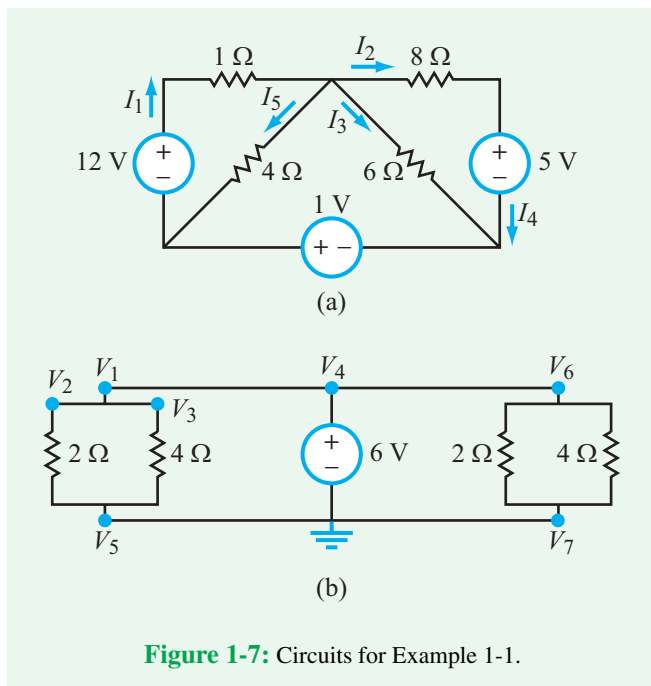 1 Ω I2 8 Ω
I1 I5 I3
12 V + − 4 Ω 6 Ω + − 5 V
1 V I4
+ −
(a)
V1 V4 V6
V2 V3
2 Ω 4 Ω + − 6 V 2 Ω 4 Ω
V5 V7
(b)
Figure 1-7: Circuits for Example 1-1.